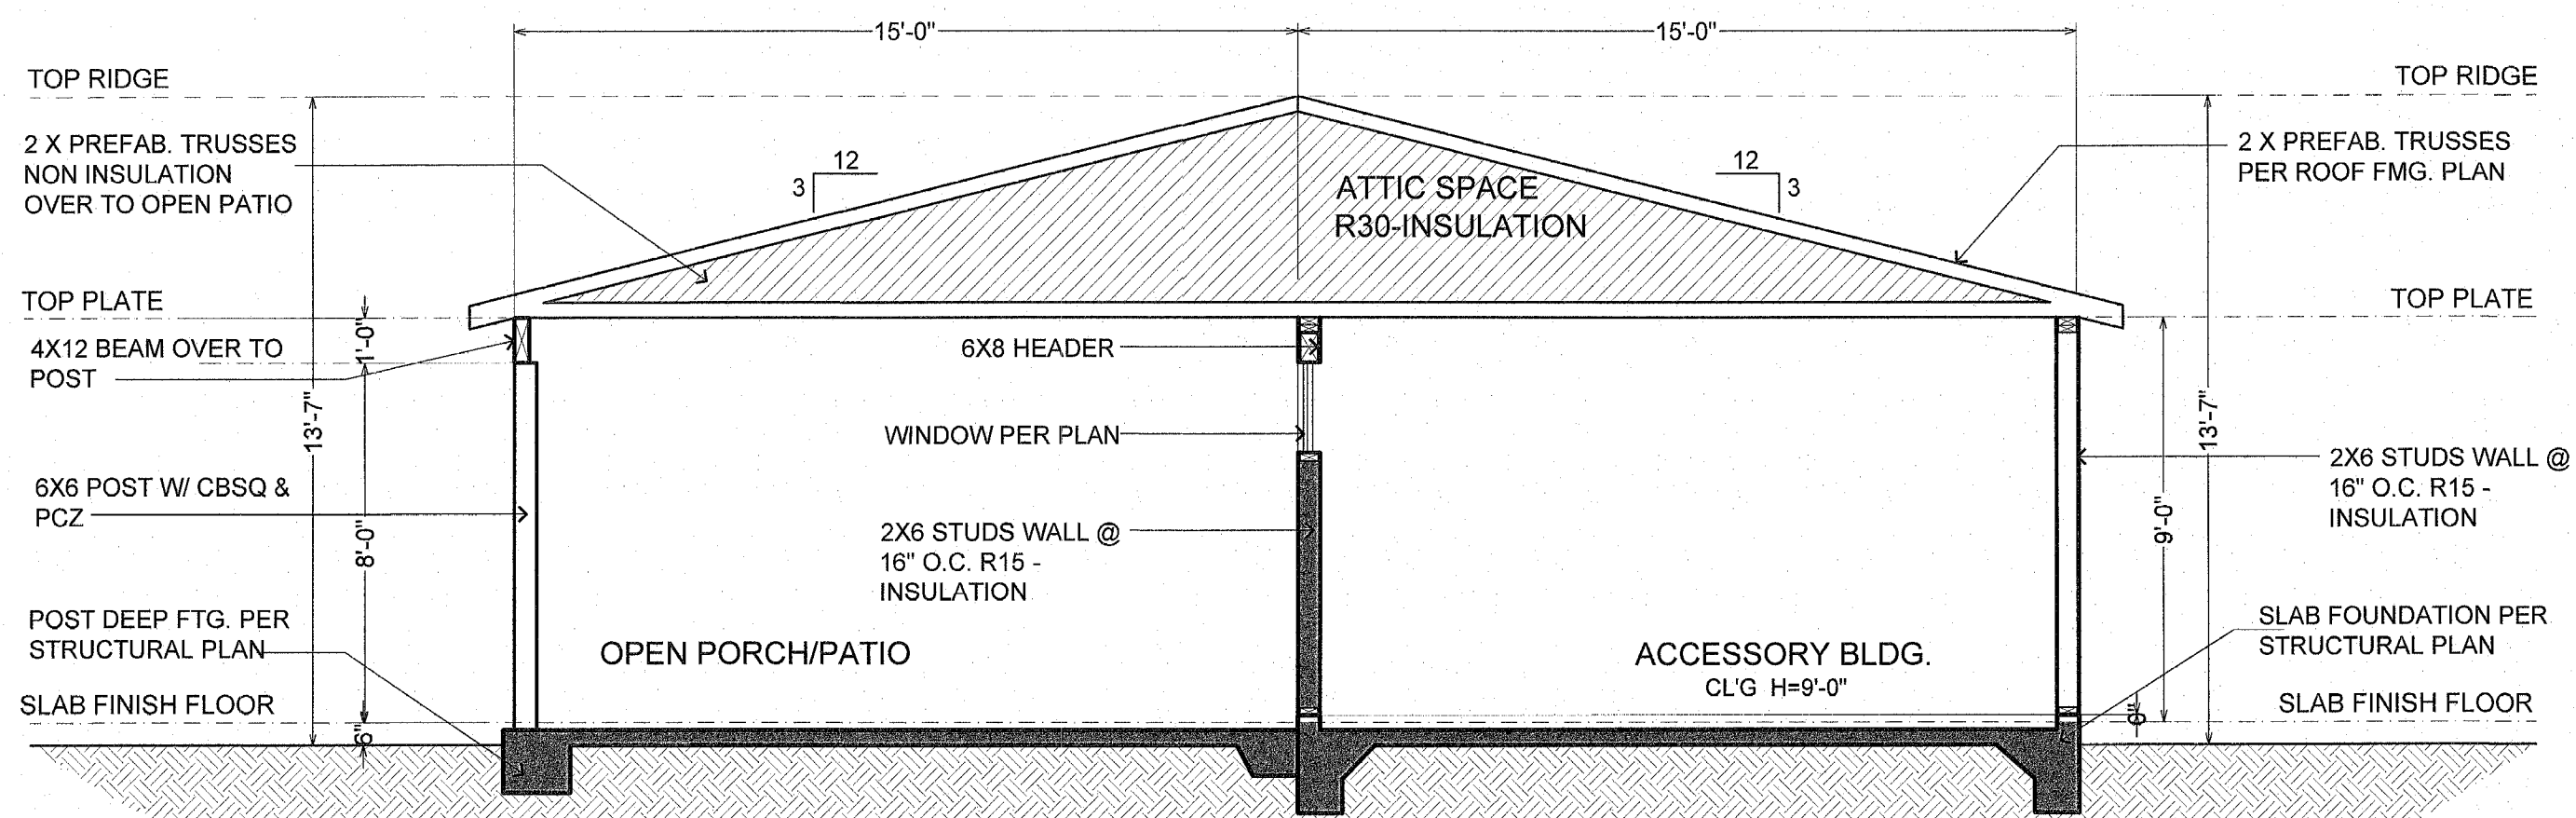 15'-0"
15'-0"
TOP RIDGE
TOP RIDGE
2 X PREFAB. TRUSSES
NON INSULATION
OVER TO OPEN PATIO
12
3
ATTIC SPACE
R30-INSULATION
12
3
2 X PREFAB. TRUSSES
PER ROOF FMG. PLAN
TOP PLATE
TOP PLATE
1'-0"
4X12 BEAM OVER TO
POST
6X8 HEADER
13'-7"
13'-7"
WINDOW PER PLAN
2X6 STUDS WALL @
16" O.C. R15 -
INSULATION
6X6 POST W/ CBSQ &
PCZ
8'-0"
2X6 STUDS WALL @
16" O.C. R15 -
INSULATION
9'-0"
POST DEEP FTG. PER
STRUCTURAL PLAN
OPEN PORCH/PATIO
ACCESSORY BLDG.
CL'G H=9'-0"
SLAB FOUNDATION PER
STRUCTURAL PLAN
SLAB FINISH FLOOR
SLAB FINISH FLOOR
6"